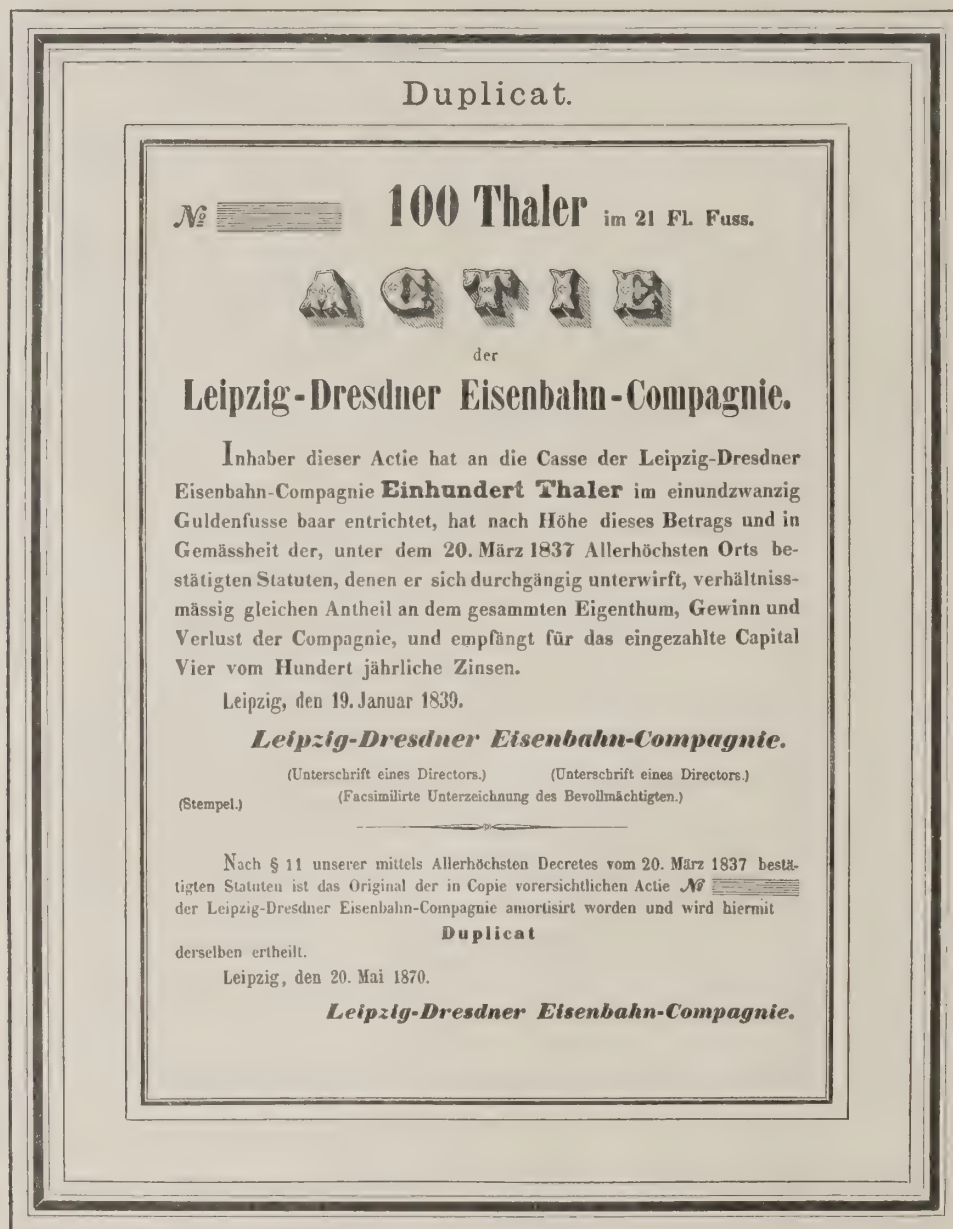 Duplicat.
№ 100 Thaler im 21 Fl. Fuss.
ACTIE
der
Leipzig-Dresdner Eisenbahn-Compagnie.
Inhaber dieser Actie hat an die Casse der Leipzig-Dresdner
Eisenbahn-Compagnie Einhundert Thaler im einundzwanzig
Guldenfusse baar entrichtet, hat nach Höhe dieses Betrags und in
Gemässheit der, unter dem 20. März 1837 Allerhöchsten Orts be-
stätigten Statuten, denen er sich durchgängig unterwirft, verhältniss-
mässig gleichen Antheil an dem gesammten Eigenthum, Gewinn und
Verlust der Compagnie, und empfängt für das eingezahlte Capital
Vier vom Hundert jährliche Zinsen.
Leipzig, den 19. Januar 1839.
Leipzig-Dresdner Eisenbahn-Compagnie.
(Unterschrift eines Directors.) (Unterschrift eines Directors.)
(Stempel.) (Facsimilirte Unterzeichnung des Bevollmächtigten.)
Nach § 11 unserer mittels Allerhöchsten Decretes vom 20. März 1837 bestä-
tigten Statuten ist das Original der in Copie vorersichtlichen Actie №
der Leipzig-Dresdner Eisenbahn-Compagnie amortisirt worden und wird hiermit
Duplicat
derselben ertheilt.
Leipzig, den 20. Mai 1870.
Leipzig-Dresdner Eisenbahn-Compagnie.